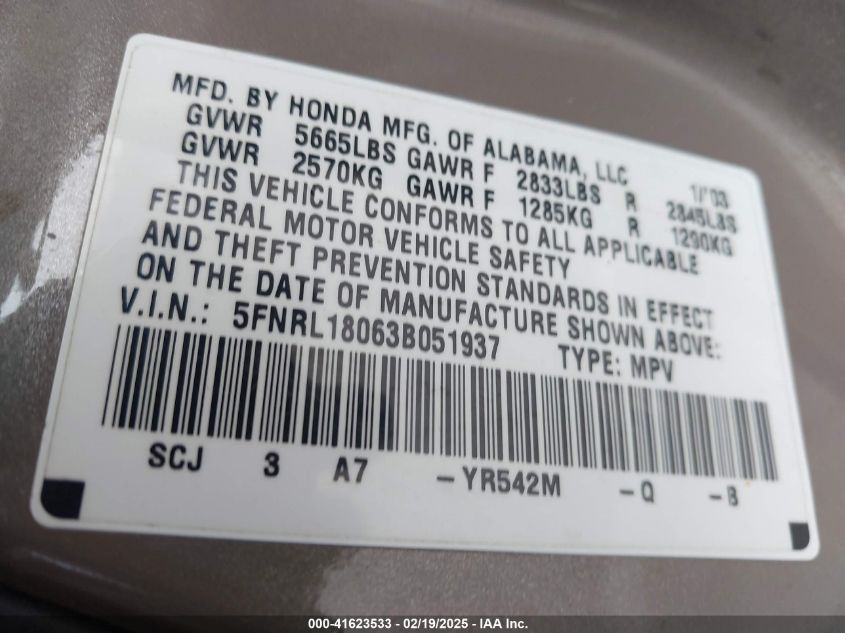 MFD. BY HONDA MFG. OF ALABAMA, LLC 1/'03
GVWR 5665LBS GAWR F 2833LBS R 2845LBS
GVWR 2570KG GAWR F 1285KG R 1290KG
THIS VEHICLE CONFORMS TO ALL APPLICABLE
FEDERAL MOTOR VEHICLE SAFETY
AND THEFT PREVENTION STANDARDS IN EFFECT
ON THE DATE OF MANUFACTURE SHOWN ABOVE:
V.I.N.: 5FNRL18063B051937 TYPE: MPV
SCJ 3 A7 -YR542M -Q -B
000-41623533 - 02/19/2025 - IAA Inc.